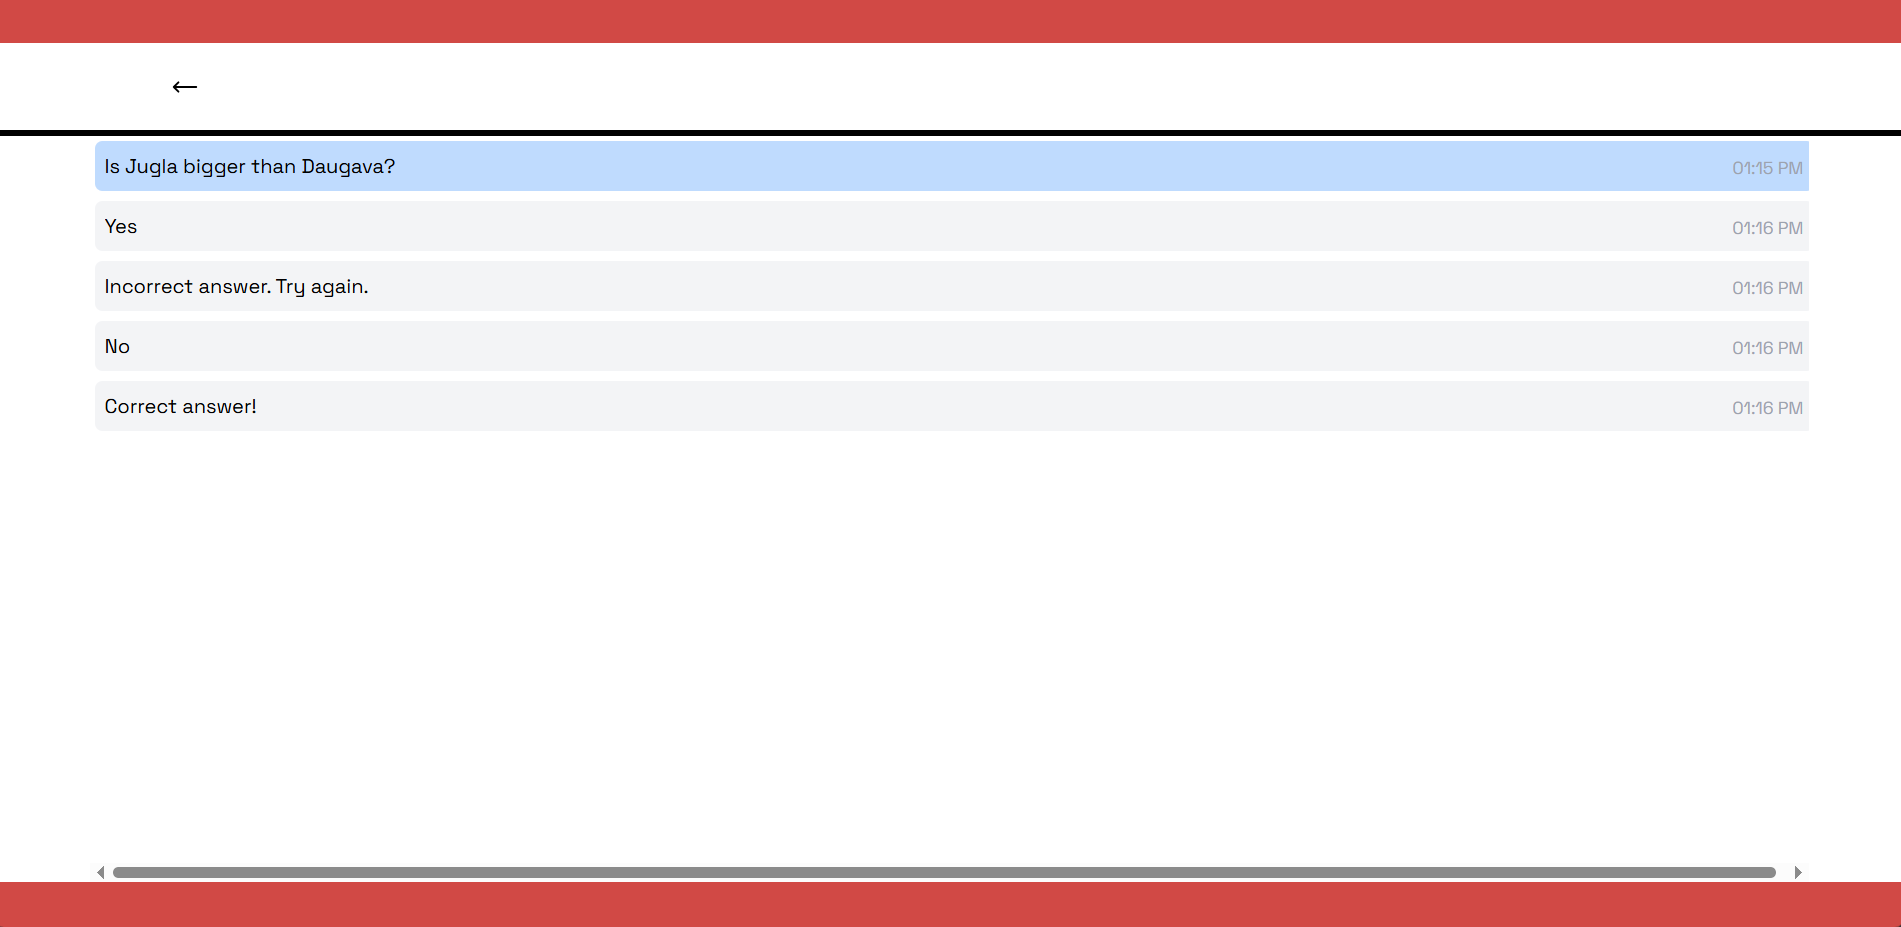 Is Jugla bigger than Daugava? 01:15 PM
Yes 01:16 PM
Incorrect answer. Try again. 01:16 PM
No 01:16 PM
Correct answer! 01:16 PM